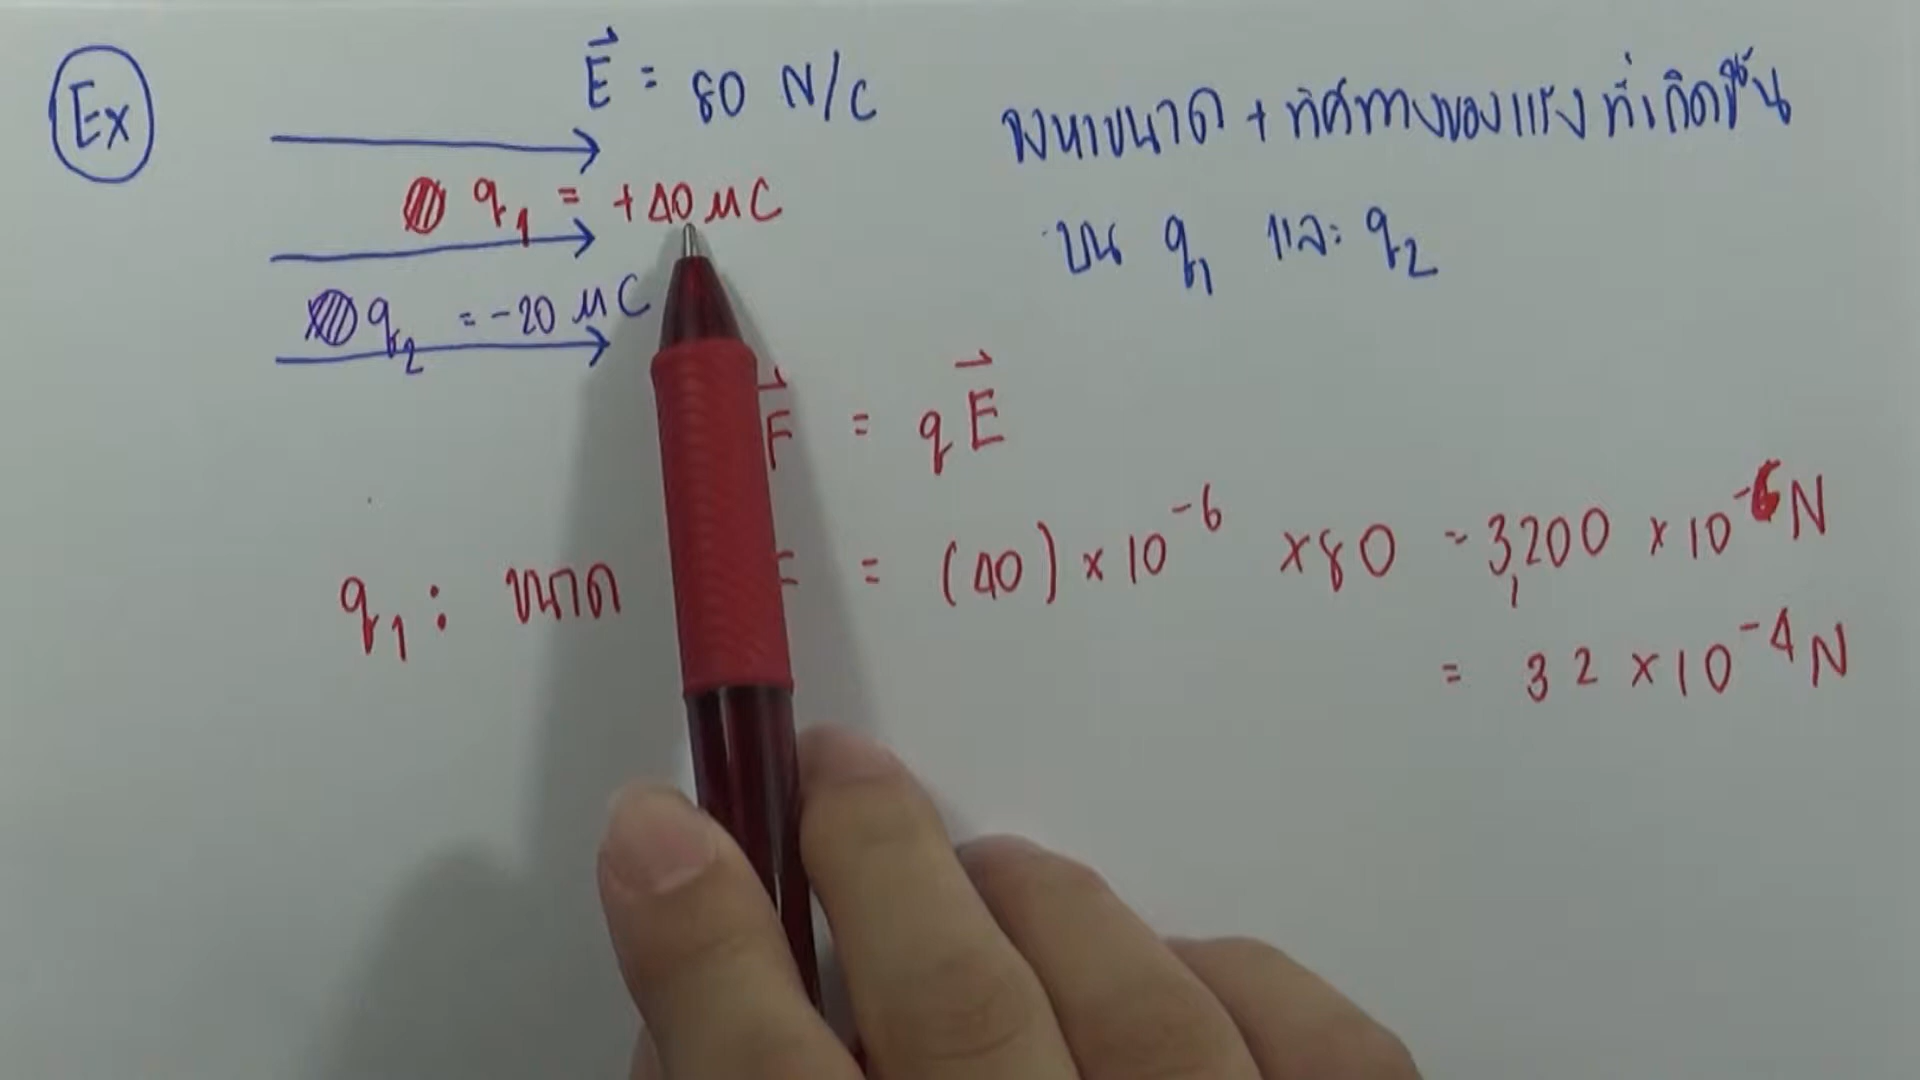 Ex
E⃗ = 80 N/C
q₁ = +40 μC
q₂ = -20 μC
จงหาขนาด + ทิศทางของแรงที่เกิดขึ้น
บน q₁ และ q₂
F⃗ = qE⃗
q₁ : ขนาด F = (40) × 10⁻⁶ × 80 = 3,200 × 10⁻⁶ N
= 32 × 10⁻⁴ N